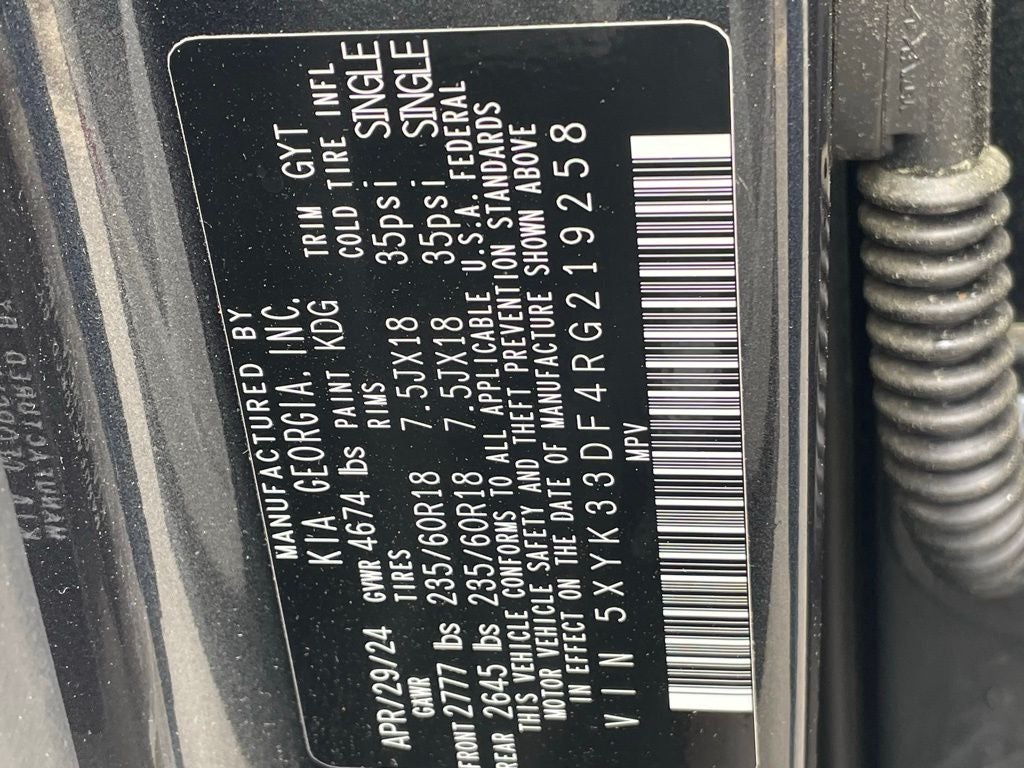 MANUFACTURED BY
KIA GEORGIA, INC.
APR/29/24 GVWR 4674 lbs PAINT KDG TRIM GYT
GAWR TIRES RIMS COLD TIRE INFL
FRONT 2777 lbs 235/60R18 7.5JX18 35psi SINGLE
REAR 2645 lbs 235/60R18 7.5JX18 35psi SINGLE
THIS VEHICLE CONFORMS TO ALL APPLICABLE U.S.A. FEDERAL
MOTOR VEHICLE SAFETY AND THEFT PREVENTION STANDARDS
IN EFFECT ON THE DATE OF MANUFACTURE SHOWN ABOVE
VIN 5XYK33DF4RG219258
MPV